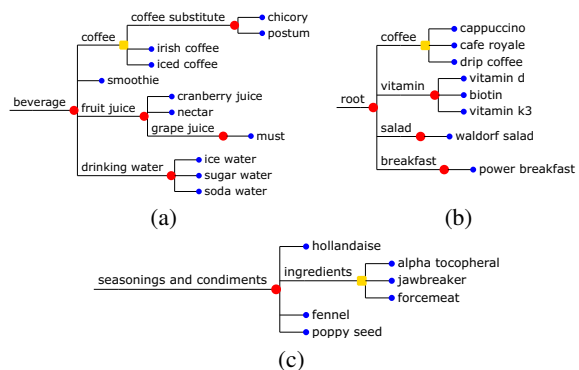 coffee substitute
chicory
postum
coffee
irish coffee
iced coffee
smoothie
beverage
fruit juice
cranberry juice
nectar
grape juice
must
drinking water
ice water
sugar water
soda water
(a)
coffee
cappuccino
cafe royale
drip coffee
vitamin
vitamin d
biotin
vitamin k3
root
salad
waldorf salad
breakfast
power breakfast
(b)
hollandaise
seasonings and condiments
ingredients
alpha tocopheral
jawbreaker
forcemeat
fennel
poppy seed
(c)